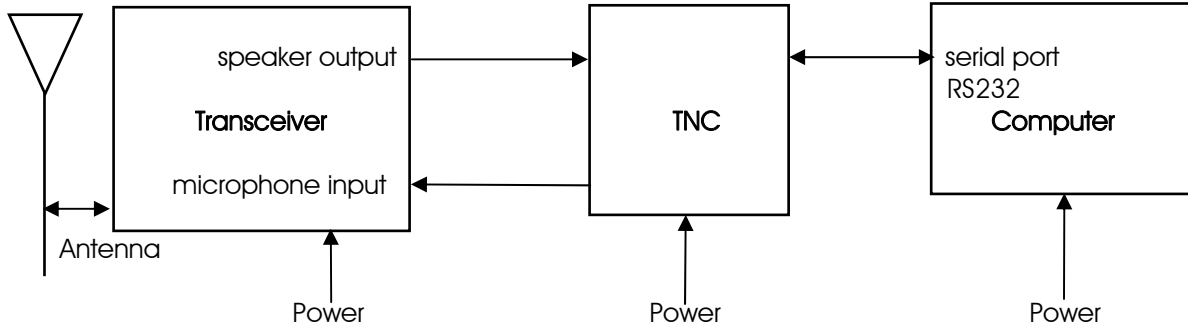 speaker output
Transceiver
microphone input
Antenna
Power
TNC
Power
serial port
RS232
Computer
Power